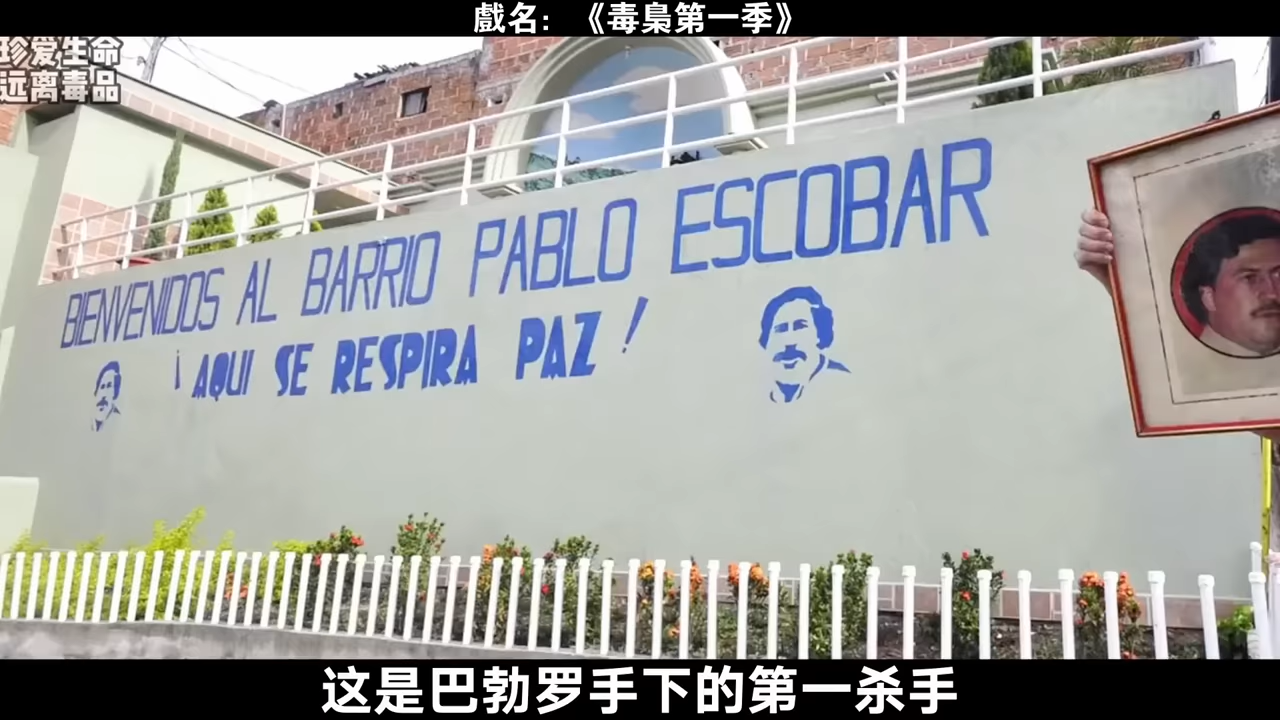 戲名：《毒梟第一季》
珍爱生命
远离毒品
BIENVENIDOS AL BARRIO PABLO ESCOBAR
¡AQUI SE RESPIRA PAZ!
这是巴勃罗手下的第一杀手